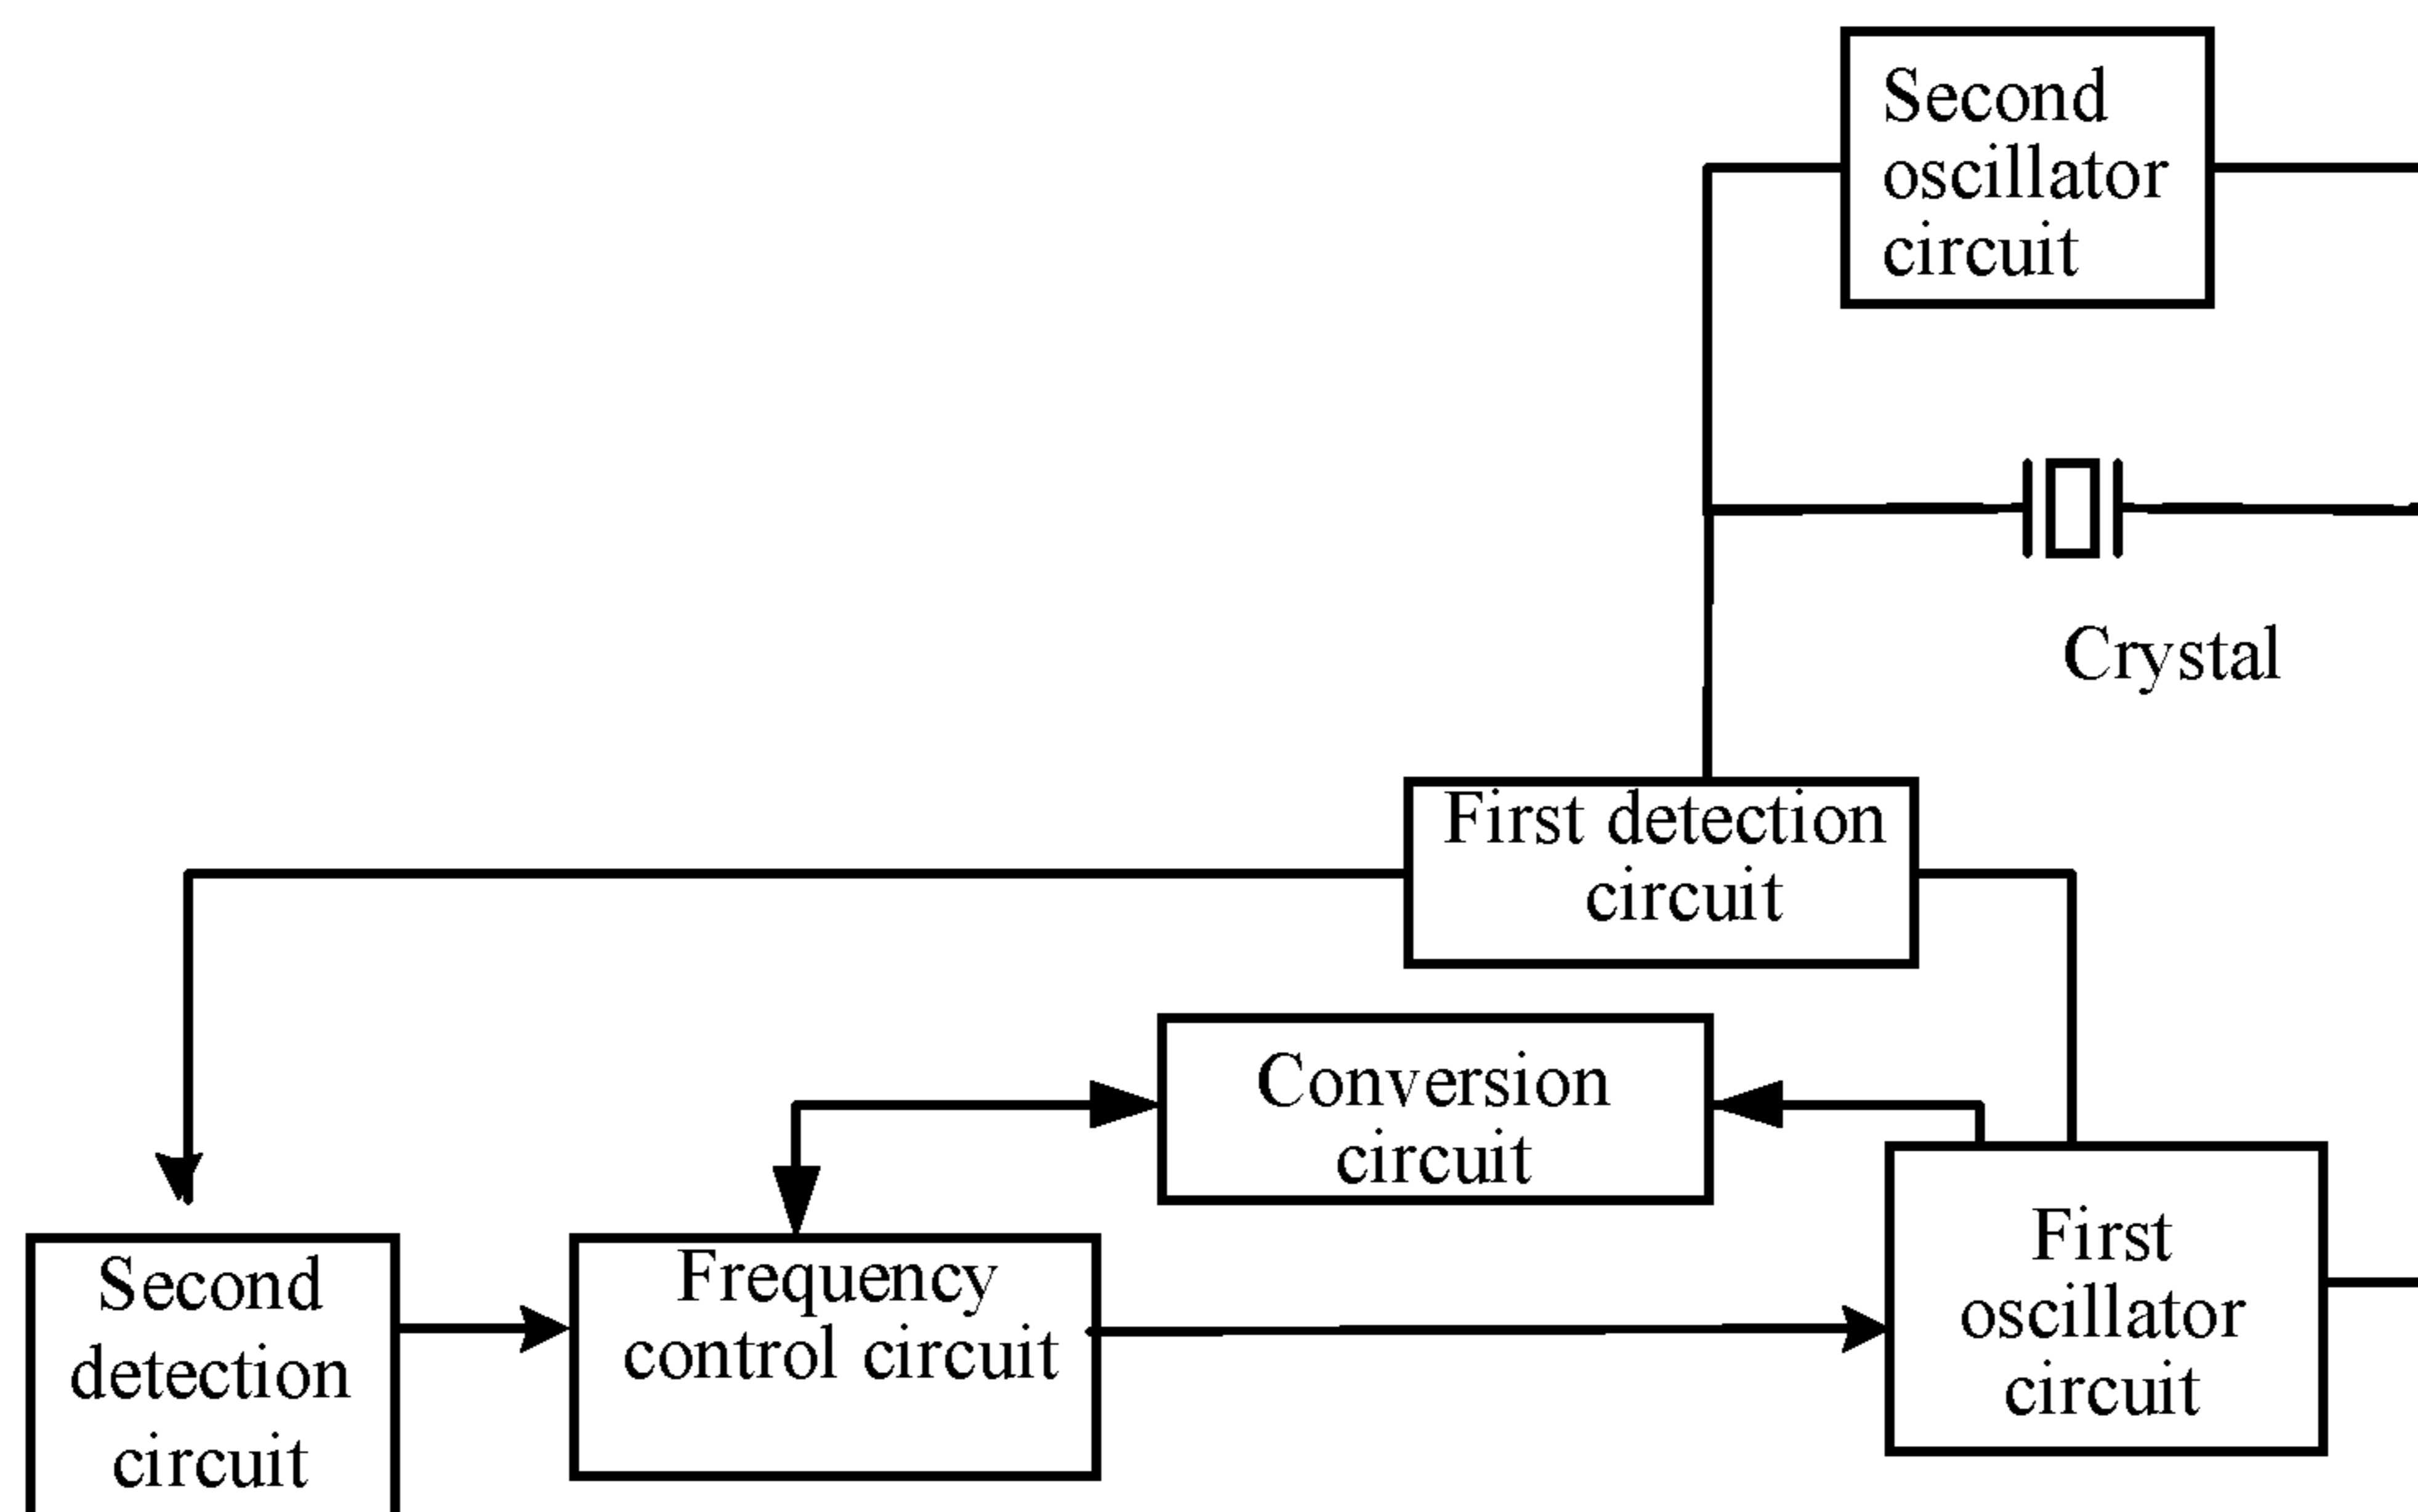 Second
oscillator
circuit
Crystal
First detection
circuit
Conversion
circuit
Second
detection
circuit
Frequency
control circuit
First
oscillator
circuit